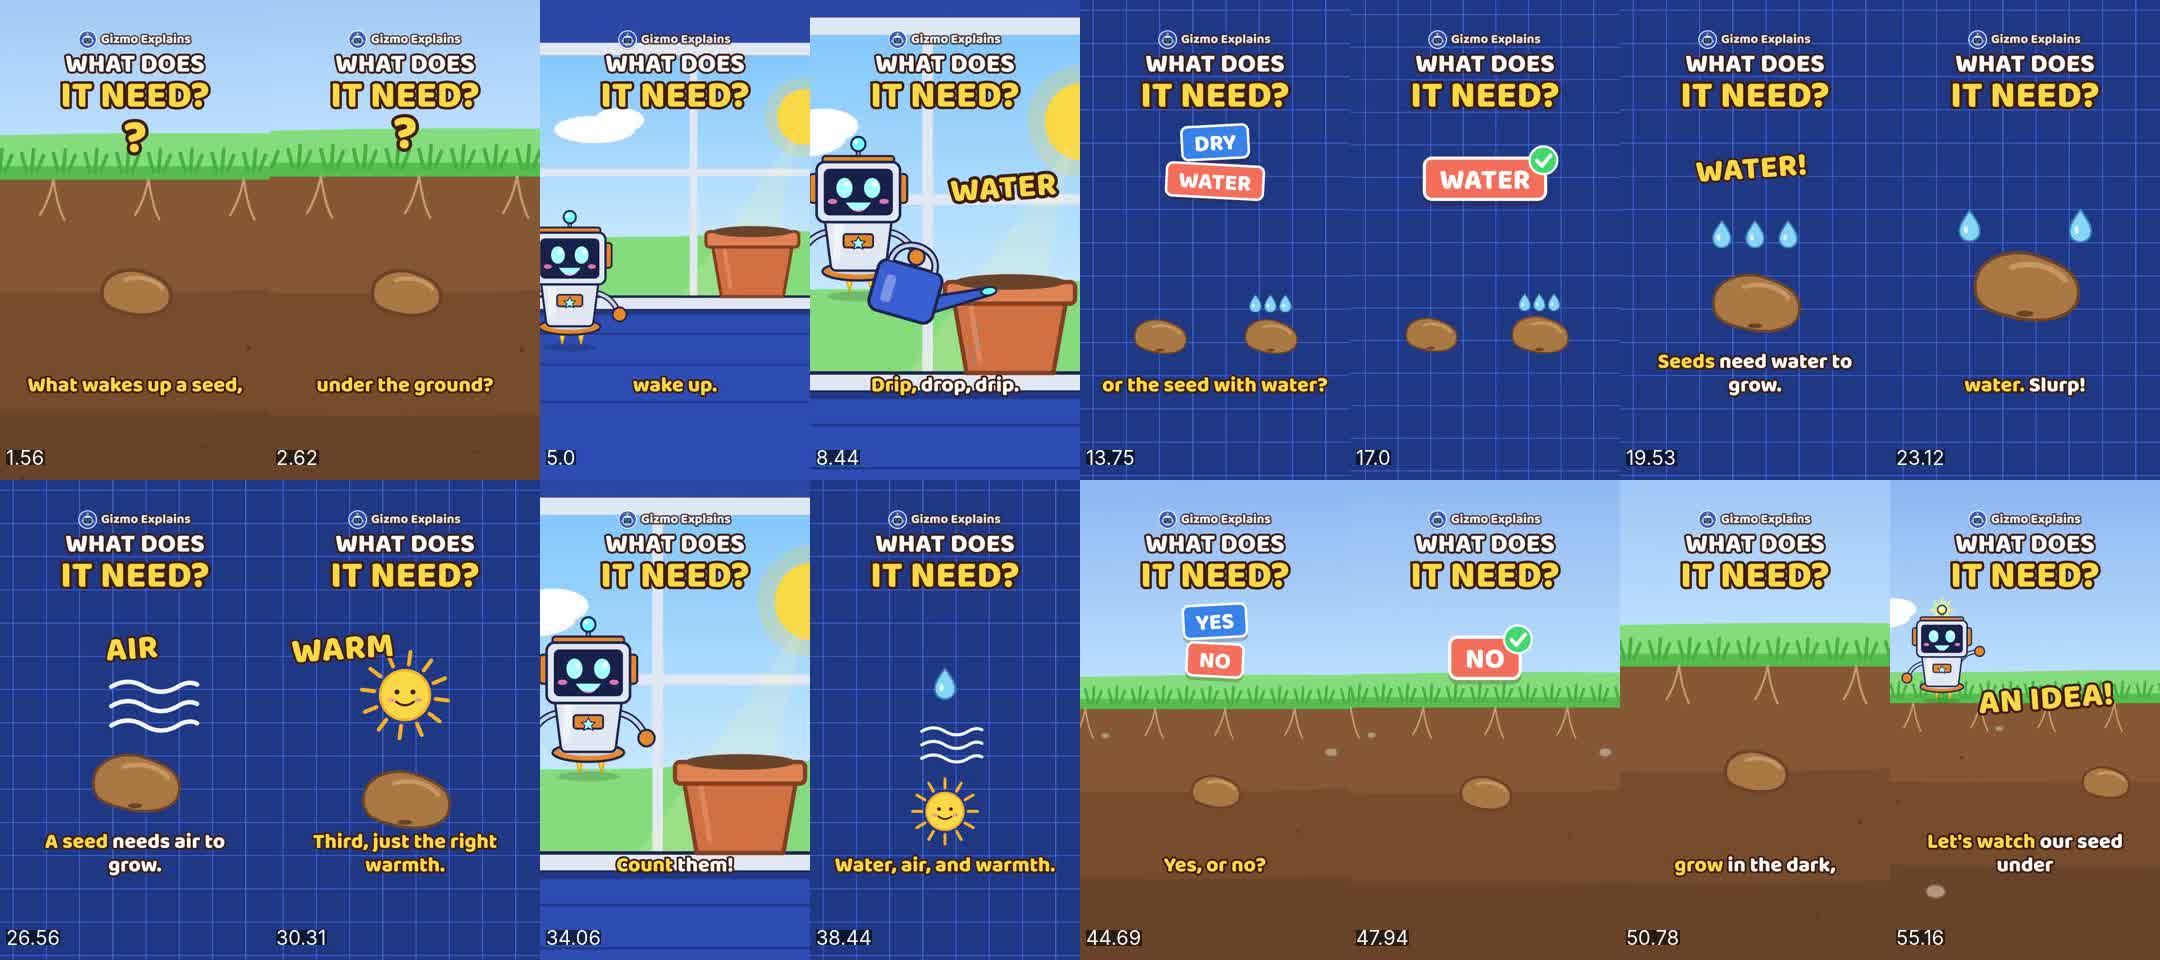 Gizmo Explains
WHAT DOES
IT NEED?
?
What wakes up a seed,
1.56
Gizmo Explains
WHAT DOES
IT NEED?
?
under the ground?
2.62
Gizmo Explains
WHAT DOES
IT NEED?
wake up.
5.0
Gizmo Explains
WHAT DOES
IT NEED?
WATER
Drip, drop, drip.
8.44
Gizmo Explains
WHAT DOES
IT NEED?
DRY
WATER
or the seed with water?
13.75
Gizmo Explains
WHAT DOES
IT NEED?
WATER
17.0
Gizmo Explains
WHAT DOES
IT NEED?
WATER!
Seeds need water to
grow.
19.53
Gizmo Explains
WHAT DOES
IT NEED?
water. Slurp!
23.12
Gizmo Explains
WHAT DOES
IT NEED?
AIR
A seed needs air to
grow.
26.56
Gizmo Explains
WHAT DOES
IT NEED?
WARM
Third, just the right
warmth.
30.31
Gizmo Explains
WHAT DOES
IT NEED?
Count them!
34.06
Gizmo Explains
WHAT DOES
IT NEED?
Water, air, and warmth.
38.44
Gizmo Explains
WHAT DOES
IT NEED?
YES
NO
Yes, or no?
44.69
Gizmo Explains
WHAT DOES
IT NEED?
NO
47.94
Gizmo Explains
WHAT DOES
IT NEED?
grow in the dark,
50.78
Gizmo Explains
WHAT DOES
IT NEED?
AN IDEA!
Let's watch our seed
under
55.16